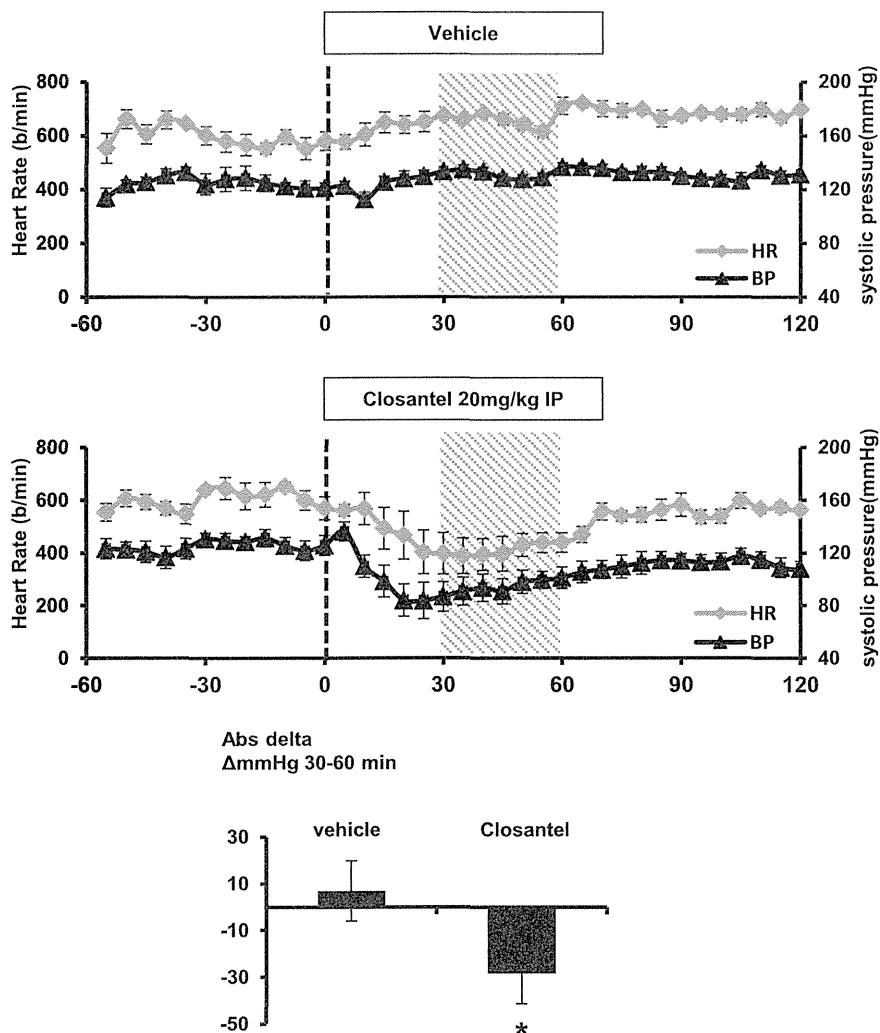 Vehicle
Heart Rate (b/min)
800
600
400
200
0
systolic pressure(mmHg)
200
160
120
80
40
HR
BP
-60 -30 0 30 60 90 120
Closantel 20mg/kg IP
Heart Rate (b/min)
800
600
400
200
0
systolic pressure(mmHg)
200
160
120
80
40
HR
BP
-60 -30 0 30 60 90 120
Abs delta
ΔmmHg 30-60 min
vehicle Closantel
30
10
-10
-30
-50
*